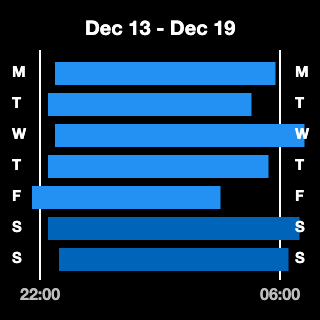 Dec 13 - Dec 19
M M
T T
W W
T T
F F
S S
S S
22:00 06:00